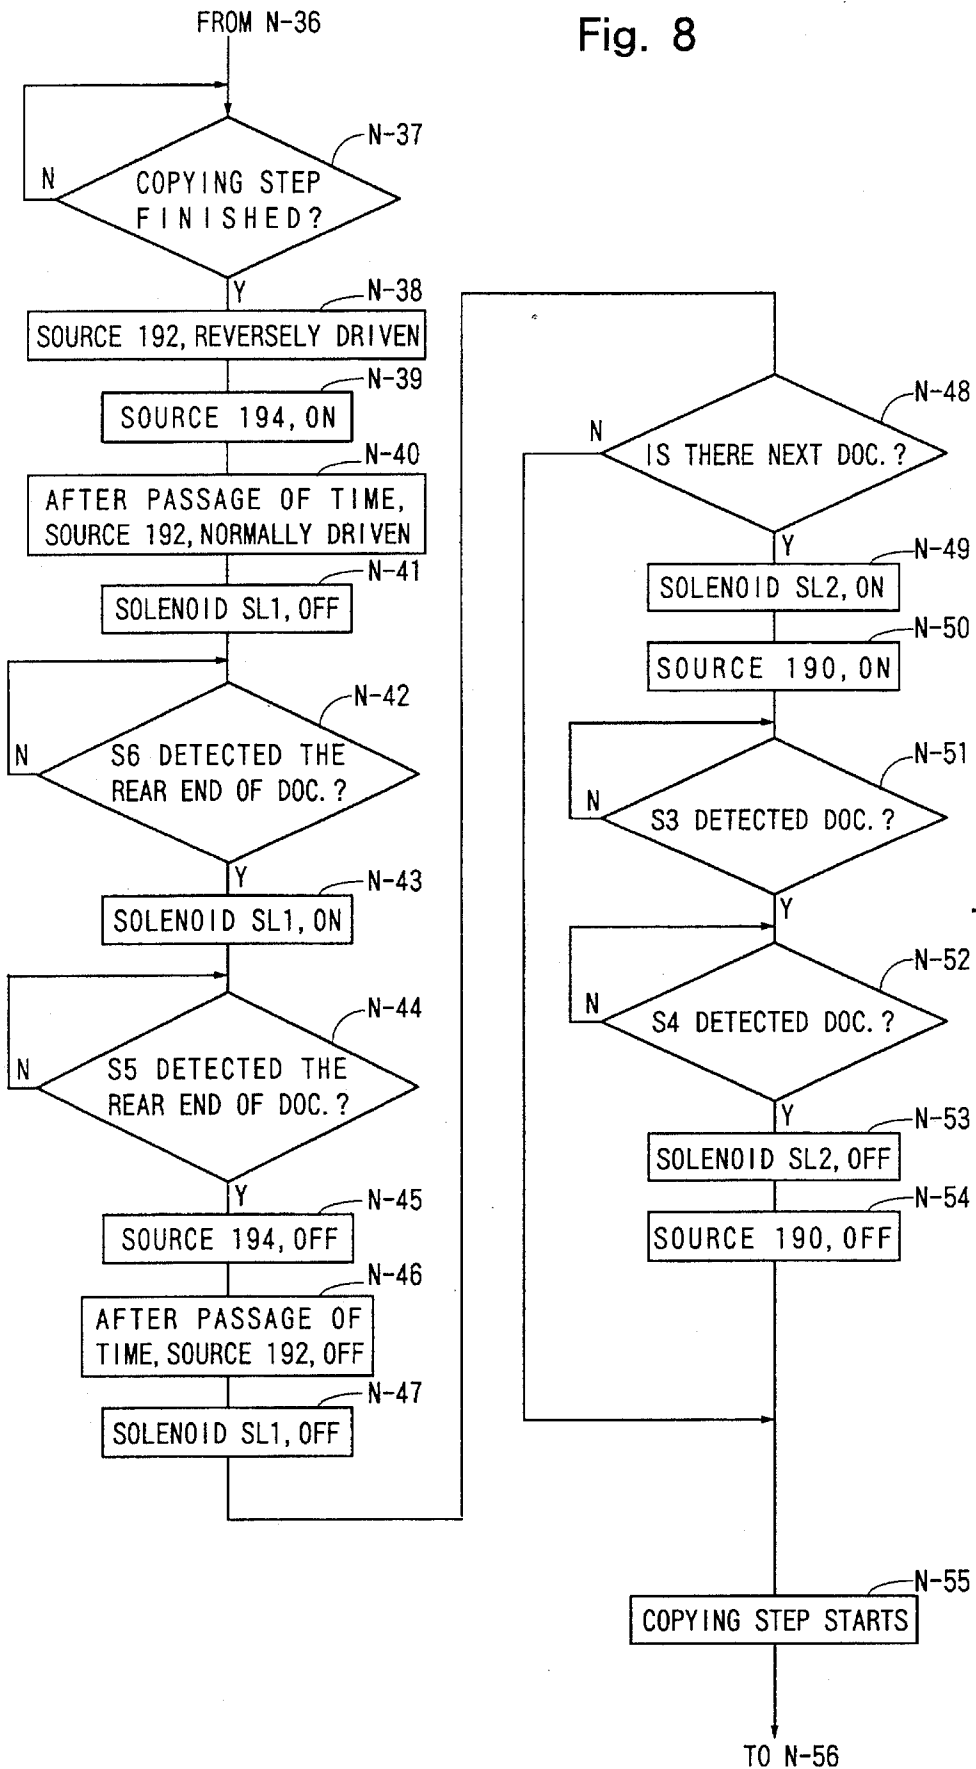 FROM N-36
Fig. 8
N-37
COPYING STEP
FINISHED?
N
Y
N-38
SOURCE 192, REVERSELY DRIVEN
N-39
SOURCE 194, ON
N-40
AFTER PASSAGE OF TIME,
SOURCE 192, NORMALLY DRIVEN
N-41
SOLENOID SL1, OFF
N-42
S6 DETECTED THE
REAR END OF DOC.?
N
Y
N-43
SOLENOID SL1, ON
N-44
S5 DETECTED THE
REAR END OF DOC.?
N
Y
N-45
SOURCE 194, OFF
N-46
AFTER PASSAGE OF
TIME, SOURCE 192, OFF
N-47
SOLENOID SL1, OFF
N-48
N
IS THERE NEXT DOC.?
Y
N-49
SOLENOID SL2, ON
N-50
SOURCE 190, ON
N-51
N
S3 DETECTED DOC.?
Y
N-52
N
S4 DETECTED DOC.?
Y
N-53
SOLENOID SL2, OFF
N-54
SOURCE 190, OFF
N-55
COPYING STEP STARTS
TO N-56